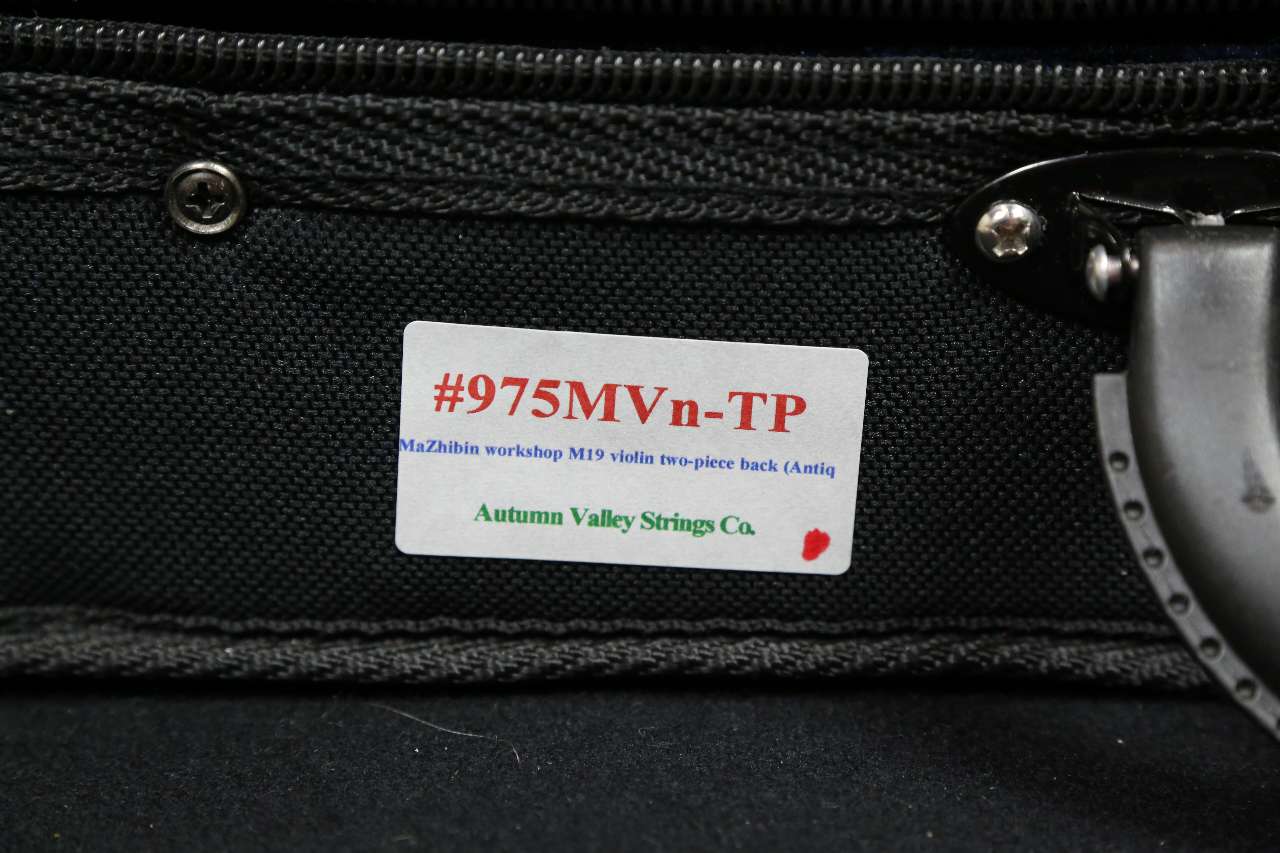 #975MVn-TP
MaZhibin workshop M19 violin two-piece back (Antiq
Autumn Valley Strings Co.